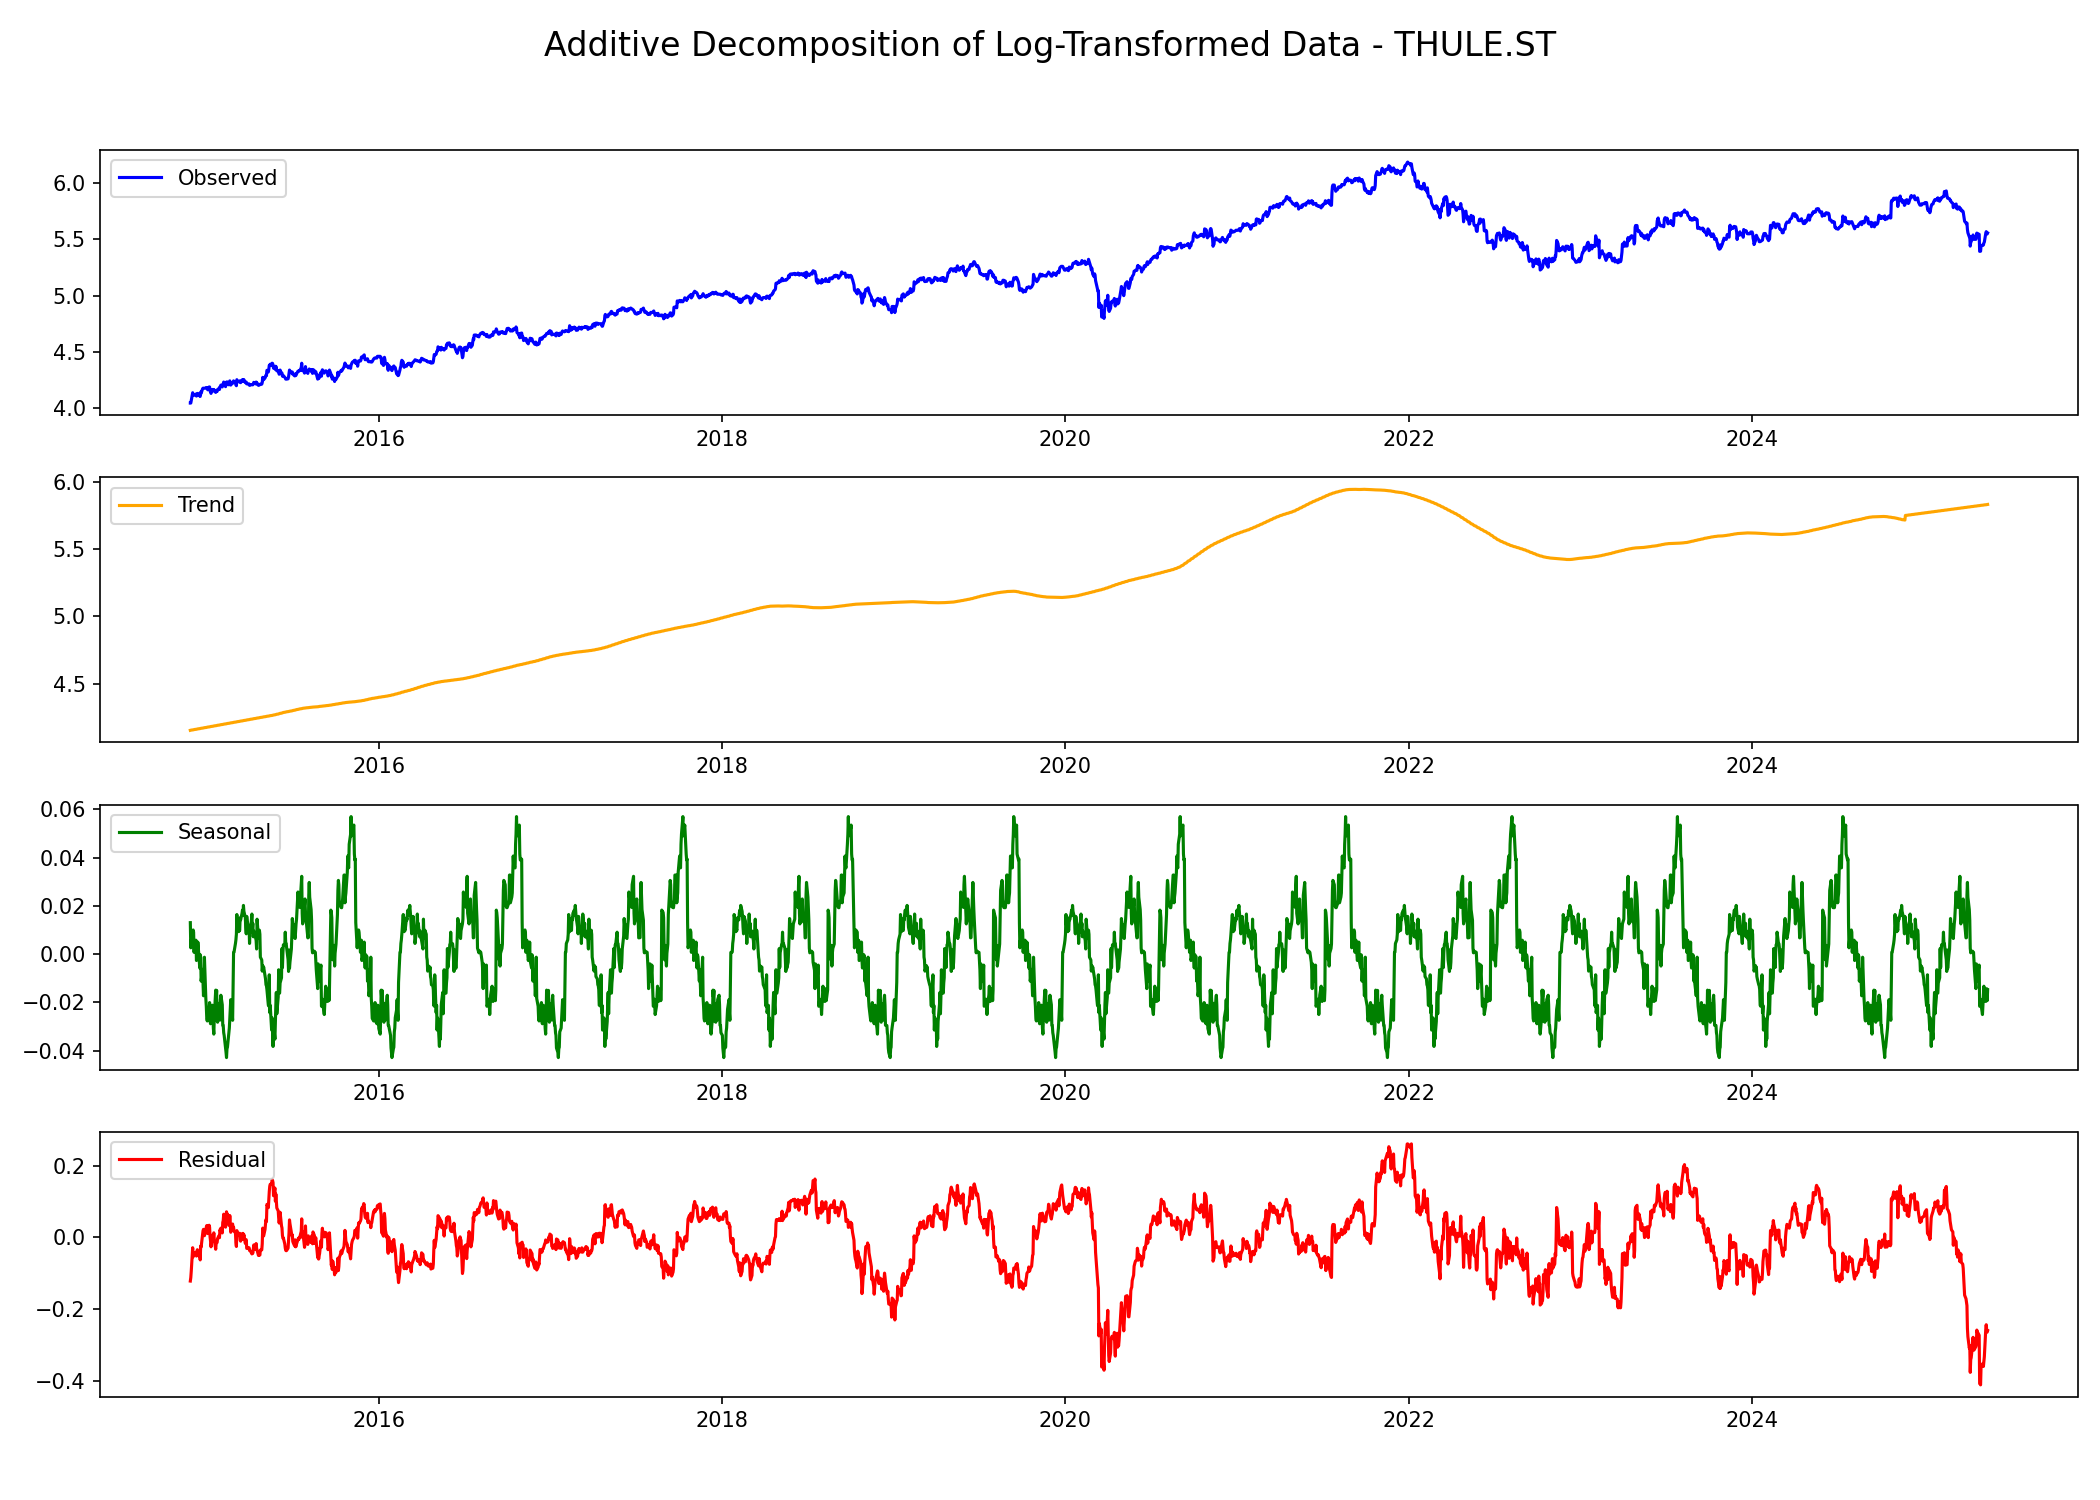 Additive Decomposition of Log-Transformed Data - THULE.ST
Observed
6.0
5.5
5.0
4.5
4.0
2016 2018 2020 2022 2024
Trend
6.0
5.5
5.0
4.5
2016 2018 2020 2022 2024
Seasonal
0.06
0.04
0.02
0.00
−0.02
−0.04
2016 2018 2020 2022 2024
Residual
0.2
0.0
−0.2
−0.4
2016 2018 2020 2022 2024